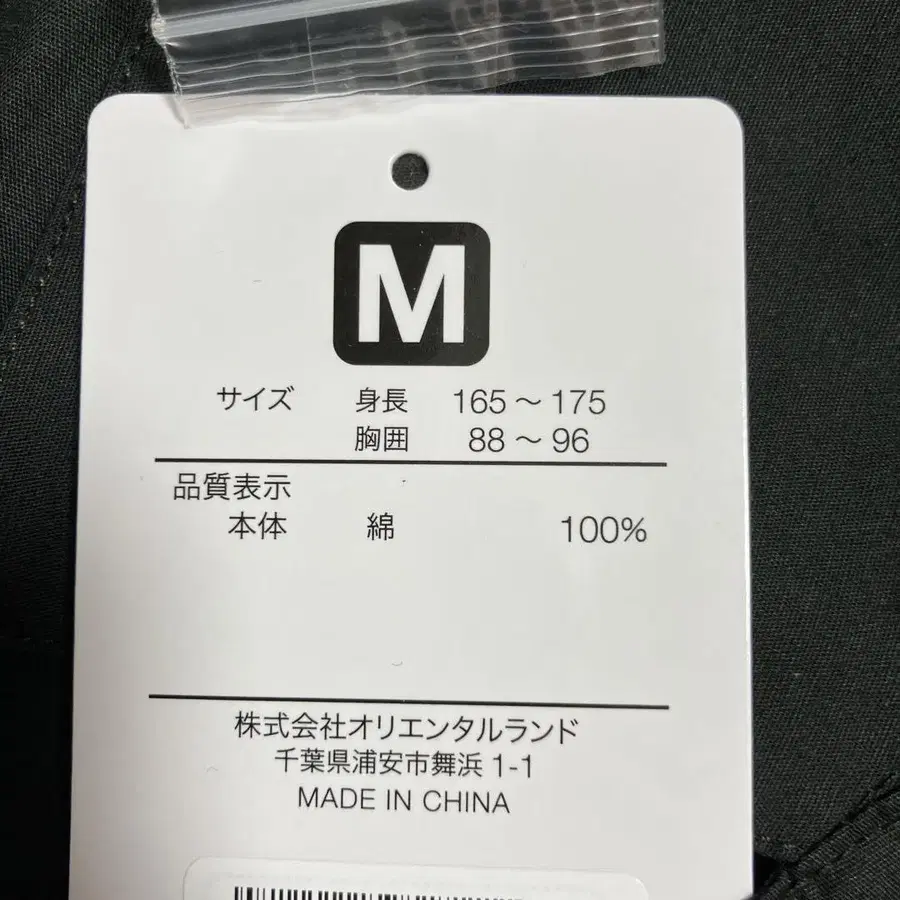 M
サイズ 身長 165～175
胸囲 88～96
品質表示
本体 綿 100%
株式会社オリエンタルランド
千葉県浦安市舞浜1-1
MADE IN CHINA